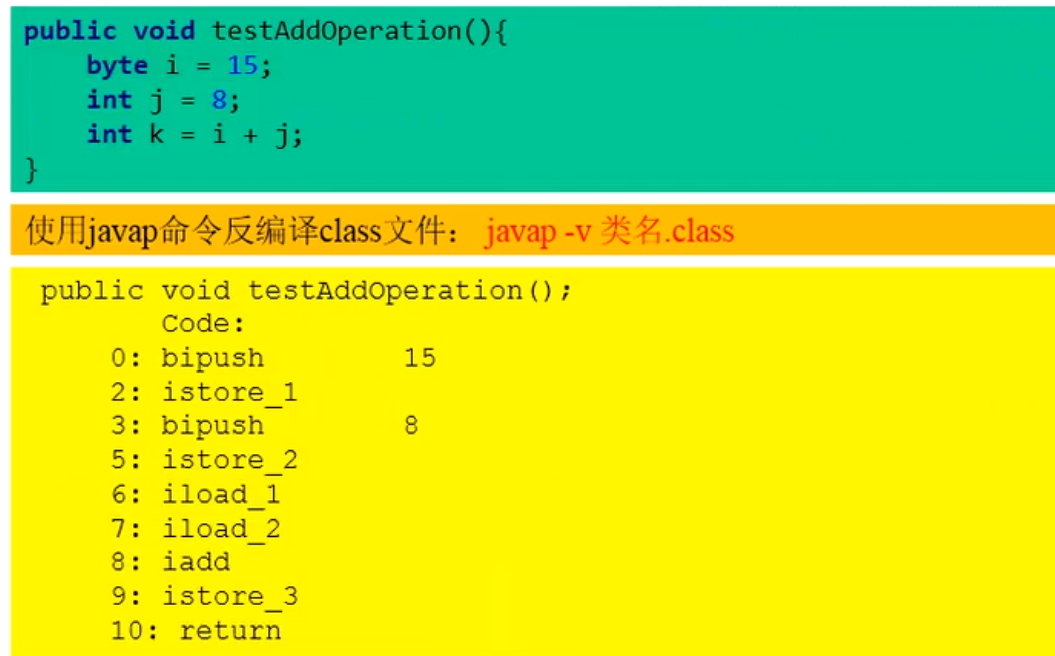 public void testAddOperation(){
    byte i = 15;
    int j = 8;
    int k = i + j;
}
使用javap命令反编译class文件： javap -v 类名.class
public void testAddOperation();
       Code:
    0: bipush        15
    2: istore_1
    3: bipush        8
    5: istore_2
    6: iload_1
    7: iload_2
    8: iadd
    9: istore_3
    10: return